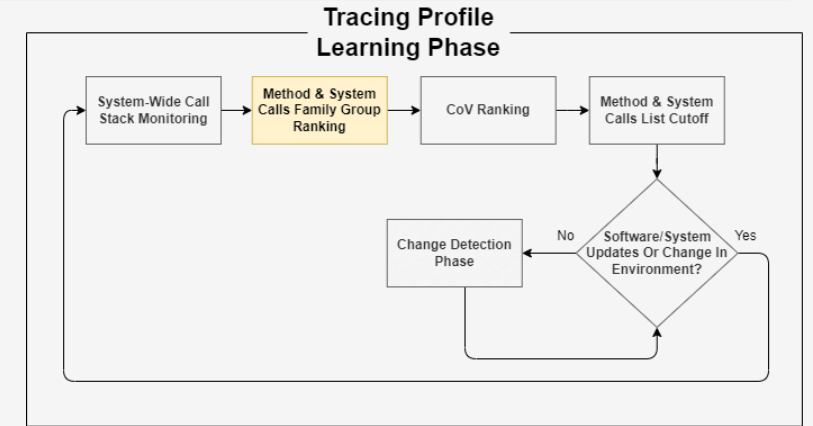 Tracing Profile
Learning Phase
System-Wide Call
Stack Monitoring
Method & System
Calls Family Group
Ranking
CoV Ranking
Method & System
Calls List Cutoff
Change Detection
Phase
No
Software/System
Updates Or Change In
Environment?
Yes